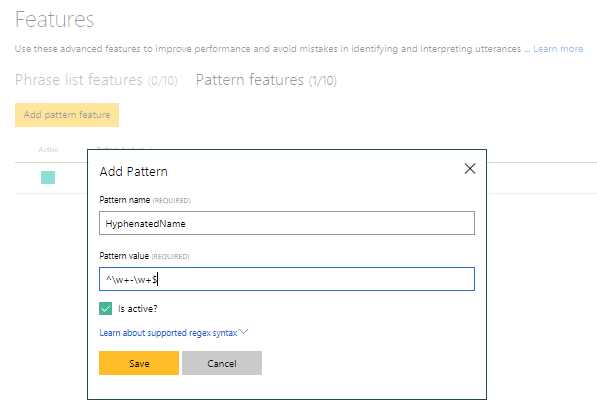 Features
Use these advanced features to improve performance and avoid mistakes in identifying and interpreting utterances ... Learn more
Phrase list features (0/10) Pattern features (1/10)
Add pattern feature
Active
Add Pattern
Pattern name (REQUIRED)
HyphenatedName
Pattern value (REQUIRED)
^\w+-\w+$
Is active?
Learn about supported regex syntax
Save Cancel